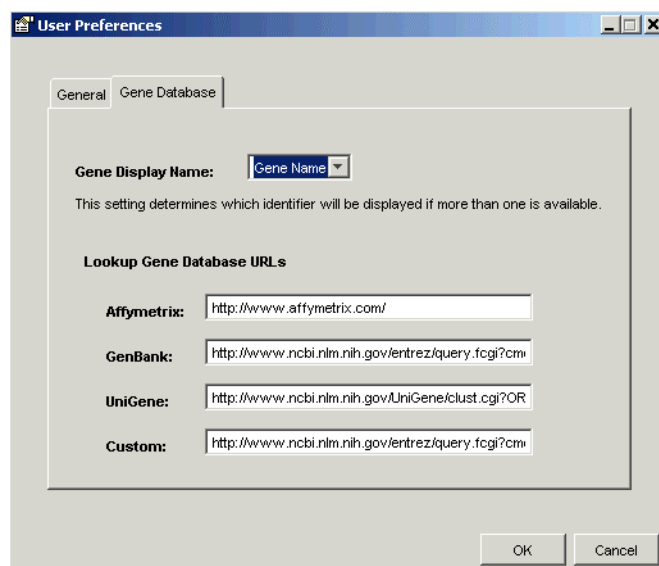 User Preferences
General
Gene Database
Gene Display Name:
Gene Name
This setting determines which identifier will be displayed if more than one is available.
Lookup Gene Database URLs
Affymetrix:
http://www.affymetrix.com/
GenBank:
http://www.ncbi.nlm.nih.gov/entrez/query.fcgi?cm
UniGene:
http://www.ncbi.nlm.nih.gov/UniGene/clust.cgi?OR
Custom:
http://www.ncbi.nlm.nih.gov/entrez/query.fcgi?cm
OK
Cancel